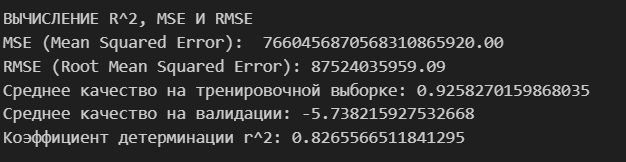 ВЫЧИСЛЕНИЕ R^2, MSE И RMSE
MSE (Mean Squared Error):  7660456870568310865920.00
RMSE (Root Mean Squared Error): 87524035959.09
Среднее качество на тренировочной выборке: 0.9258270159868035
Среднее качество на валидации: -5.738215927532668
Коэффициент детерминации r^2: 0.8265566511841295